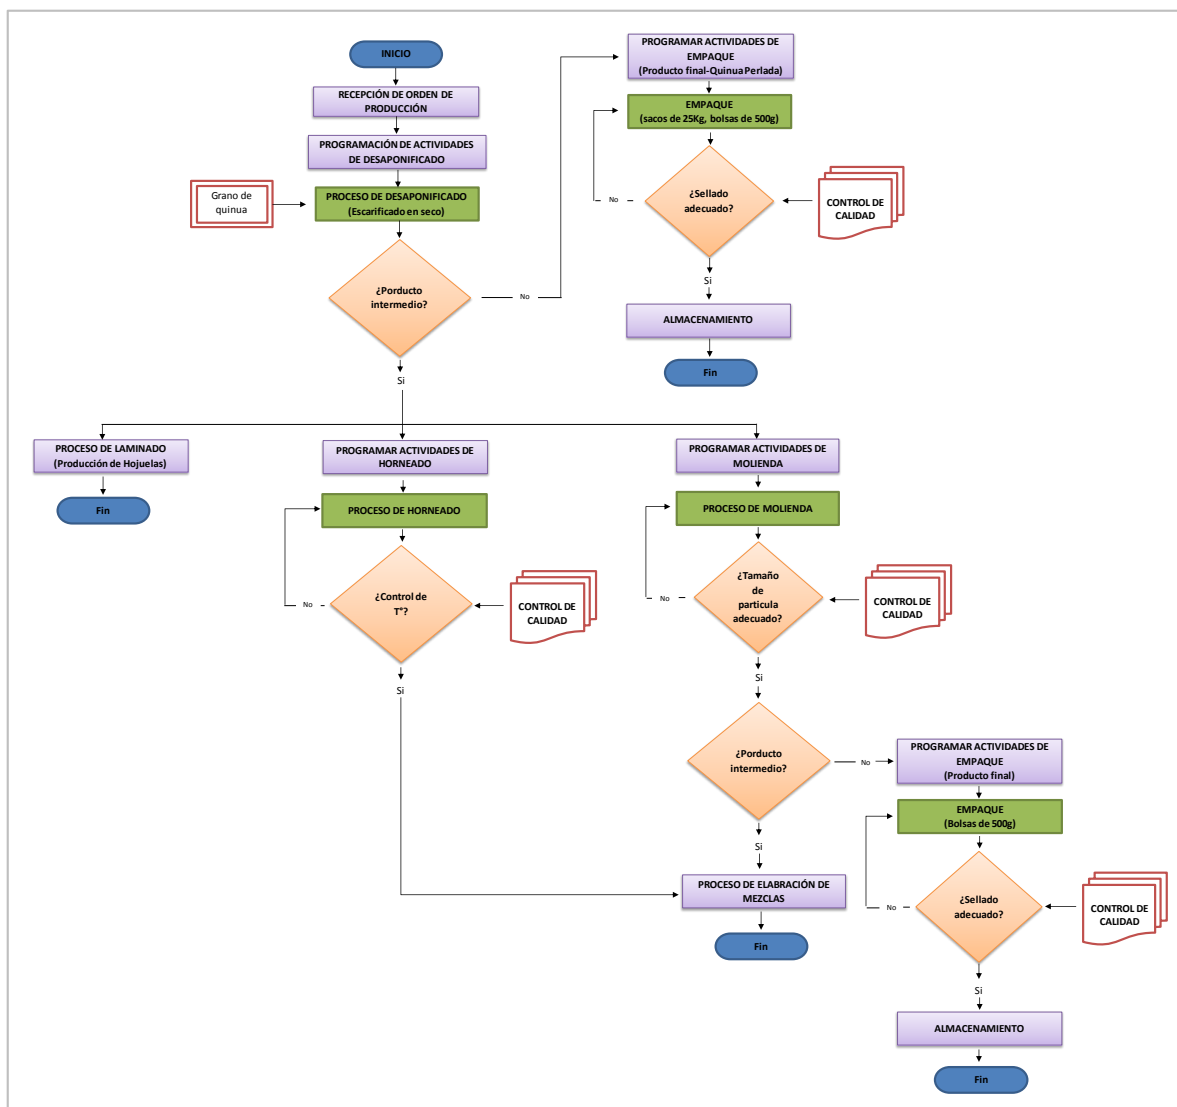 INICIO
RECEPCIÓN DE ORDEN DE
PRODUCCIÓN
PROGRAMACIÓN DE ACTIVIDADES
DE DESAPONIFICADO
Grano de
quinua
PROCESO DE DESAPONIFICADO
(Escarificado en seco)
¿Porducto
intermedio?
No
Si
PROGRAMAR ACTIVIDADES DE
EMPAQUE
(Producto final-Quinua Perlada)
EMPAQUE
(sacos de 25Kg, bolsas de 500g)
¿Sellado
adecuado?
No
CONTROL DE
CALIDAD
Si
ALMACENAMIENTO
Fin
PROCESO DE LAMINADO
(Producción de Hojuelas)
Fin
PROGRAMAR ACTIVIDADES DE
HORNEADO
PROCESO DE HORNEADO
¿Control de
T°?
No
CONTROL DE
CALIDAD
Si
PROGRAMAR ACTIVIDADES DE
MOLIENDA
PROCESO DE MOLIENDA
¿Tamaño
de
particula
adecuado?
No
CONTROL DE
CALIDAD
Si
¿Porducto
intermedio?
No
Si
PROCESO DE ELABRACIÓN DE
MEZCLAS
Fin
PROGRAMAR ACTIVIDADES DE
EMPAQUE
(Producto final)
EMPAQUE
(Bolsas de 500g)
¿Sellado
adecuado?
No
CONTROL DE
CALIDAD
Si
ALMACENAMIENTO
Fin